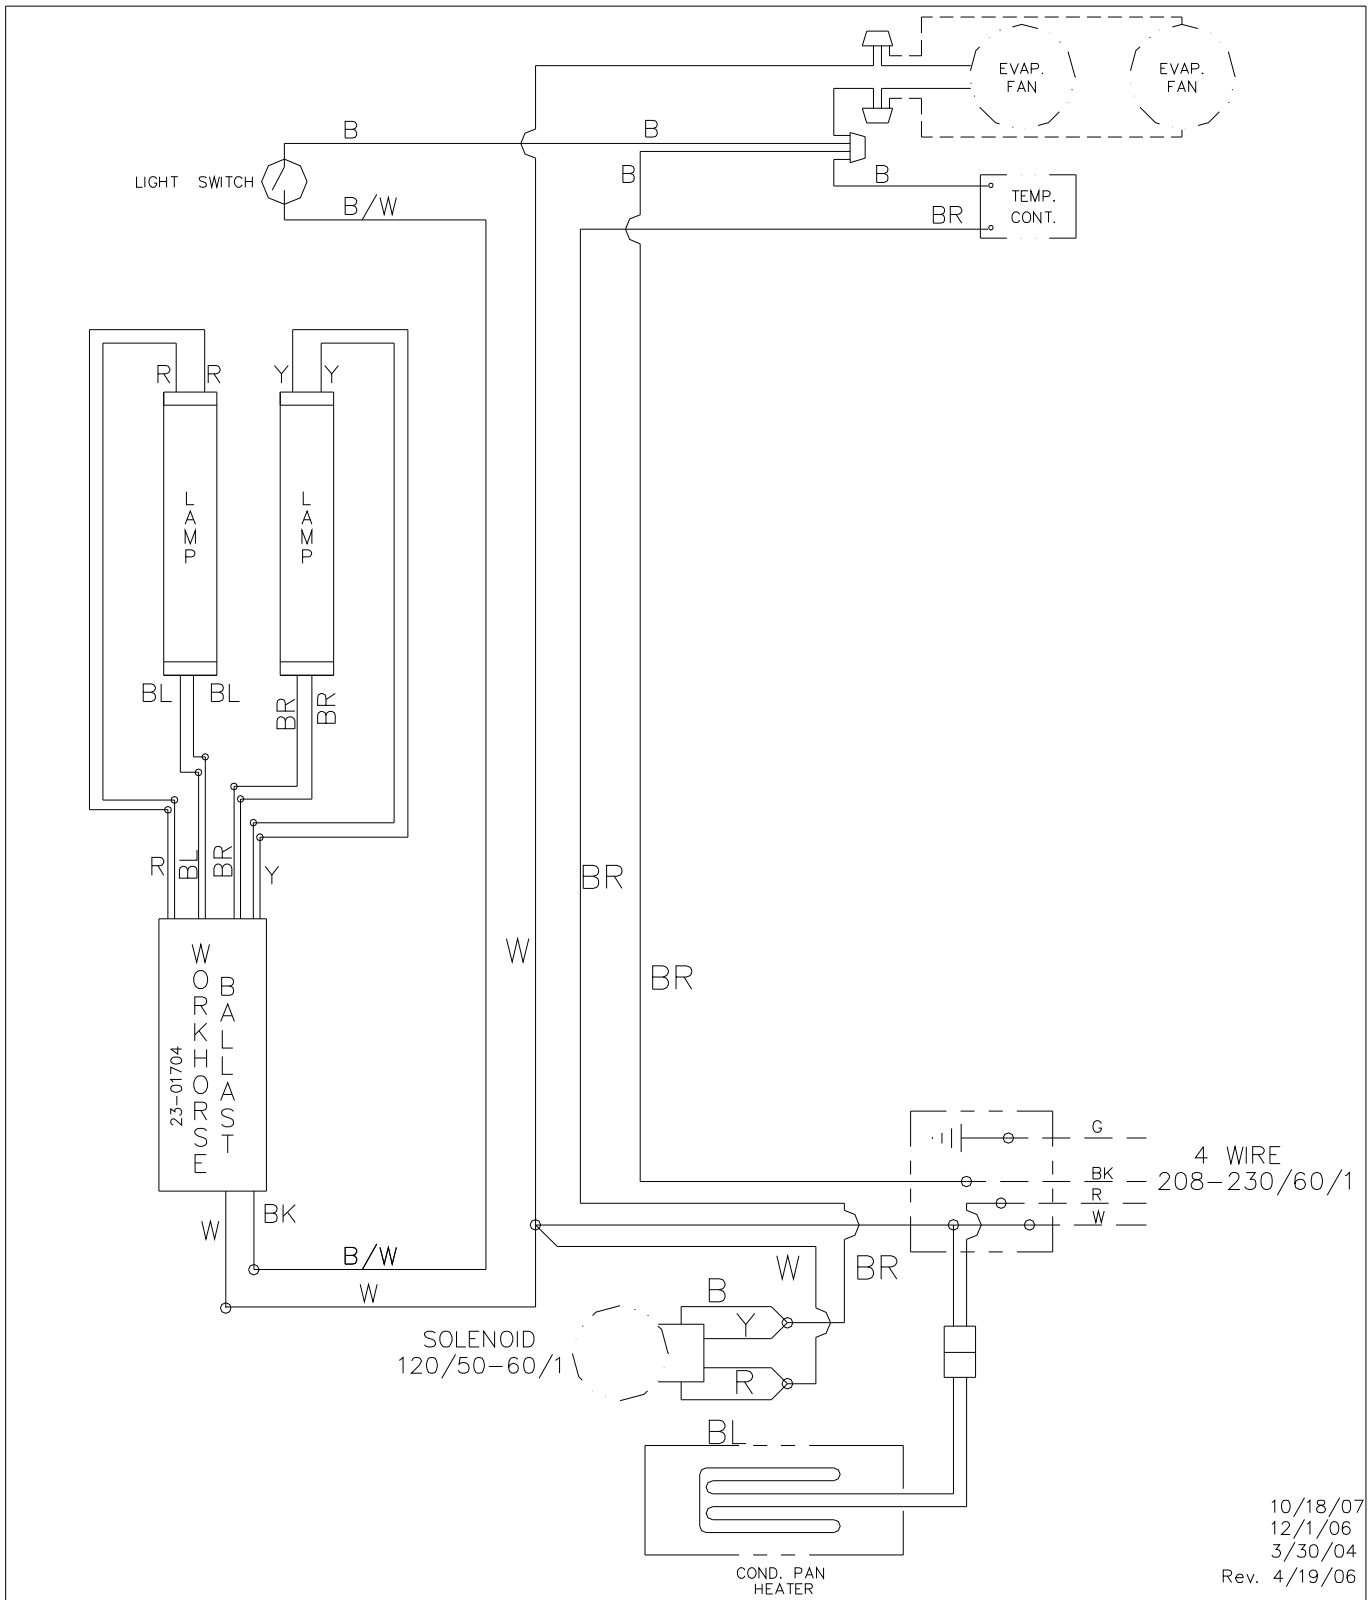 EVAP.
FAN
EVAP.
FAN
B
B
LIGHT SWITCH
B
B
B/W
TEMP.
CONT.
BR
R
R
Y
Y
LAMP
LAMP
BL
BL
BR
BR
R
BL
BR
Y
BR
W
BR
WORKHORSE
BALLAST
23-01704
G
4 WIRE
BK
208-230/60/1
R
W
BK
W
B/W
W
BR
W
B
Y
SOLENOID
120/50-60/1
R
BL
COND. PAN
HEATER
10/18/07
12/1/06
3/30/04
Rev. 4/19/06